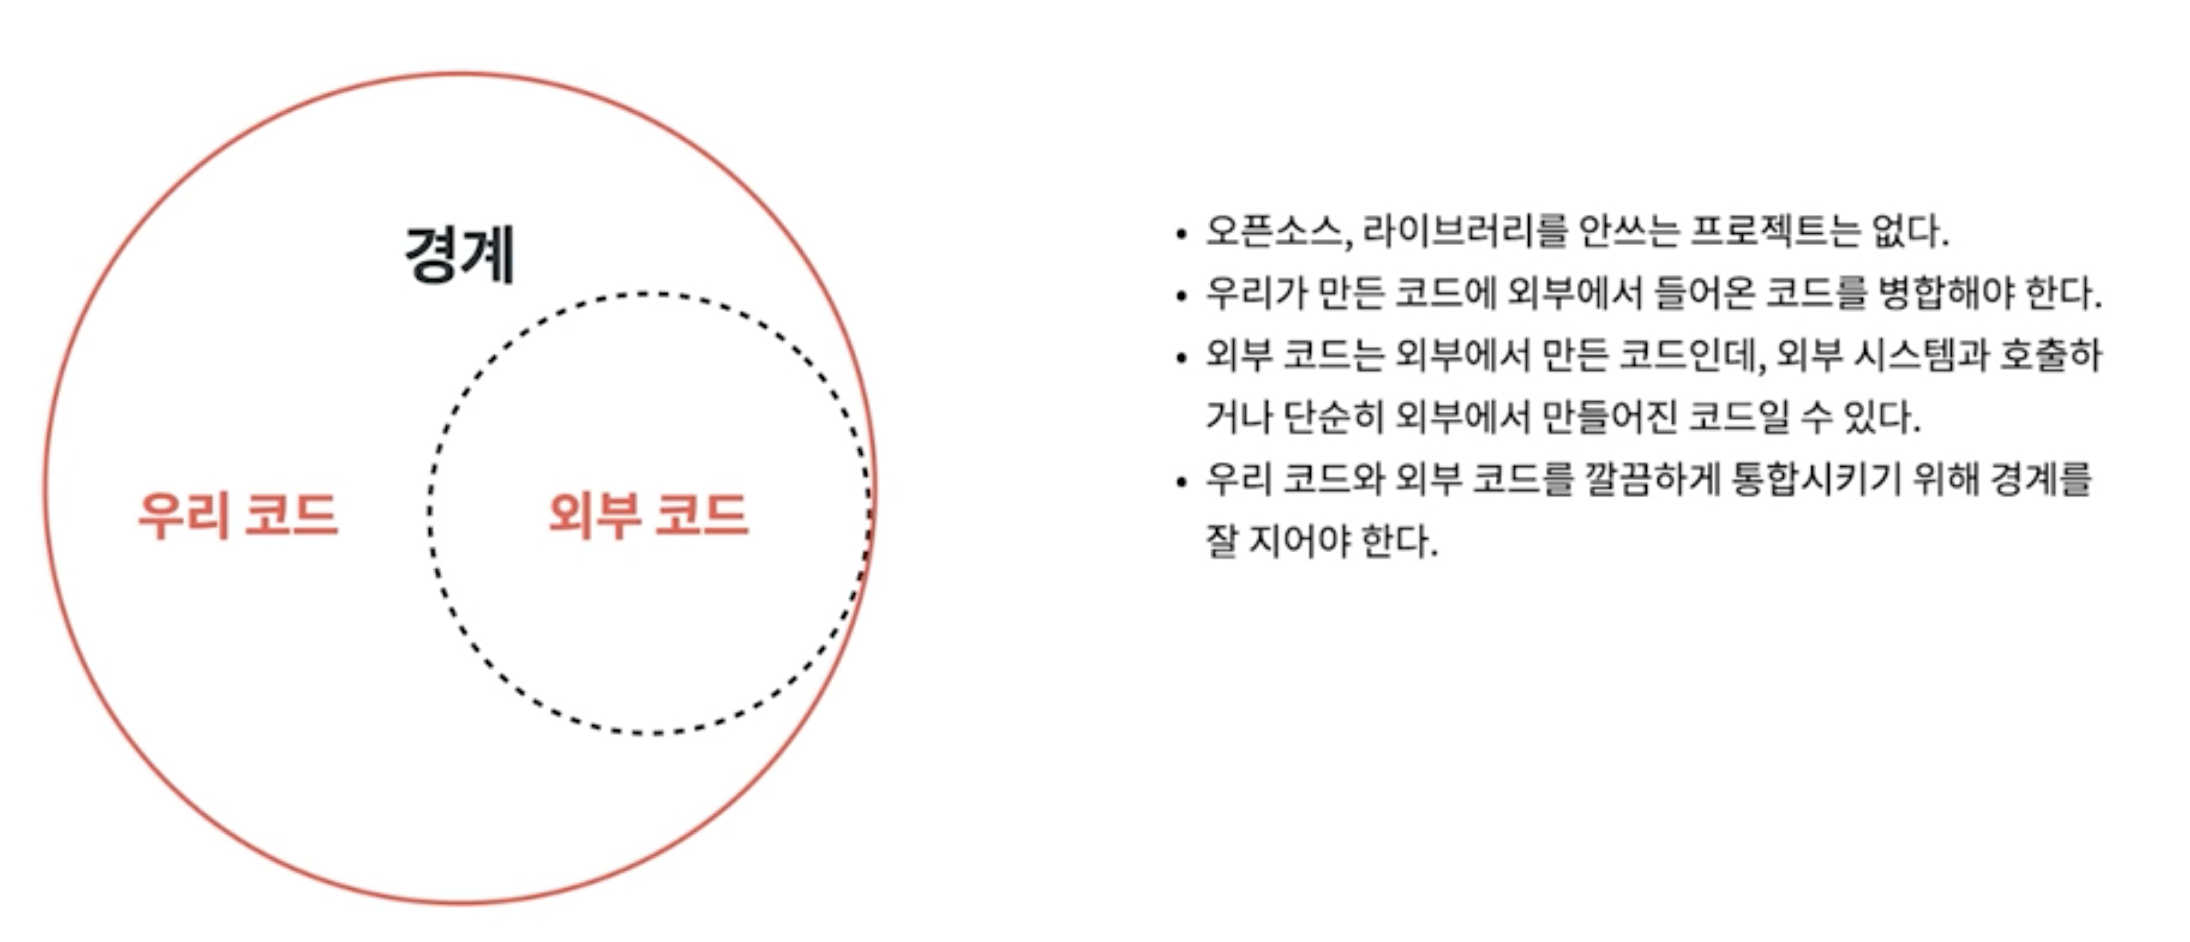 경계
우리 코드
외부 코드
• 오픈소스, 라이브러리를 안쓰는 프로젝트는 없다.
• 우리가 만든 코드에 외부에서 들어온 코드를 병합해야 한다.
• 외부 코드는 외부에서 만든 코드인데, 외부 시스템과 호출하
거나 단순히 외부에서 만들어진 코드일 수 있다.
• 우리 코드와 외부 코드를 깔끔하게 통합시키기 위해 경계를
잘 지어야 한다.